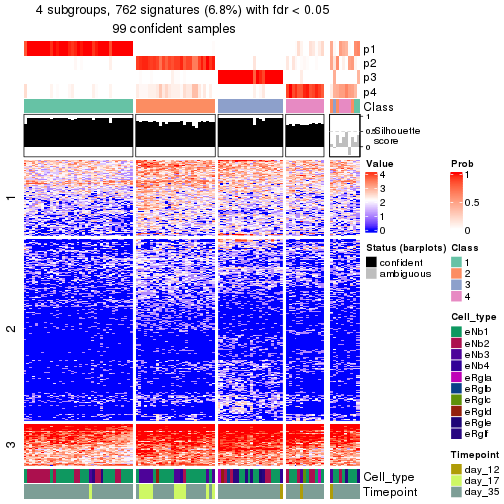 4 subgroups, 762 signatures (6.8%) with fdr < 0.05
99 confident samples
p1
p2
p3
p4
Class
1
0.5
0
Silhouette
score
1
2
3
Cell_type
Timepoint
Value
4
3
2
1
0
Prob
1
0.5
0
Status (barplots)
confident
ambiguous
Class
1
2
3
4
Cell_type
eNb1
eNb2
eNb3
eNb4
eRgla
eRglb
eRglc
eRgld
eRgle
eRglf
Timepoint
day_12
day_17
day_35